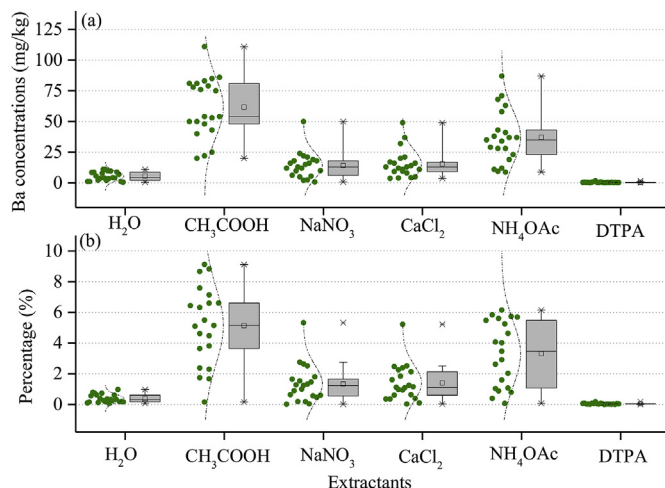 (a)
Ba concentrations (mg/kg)
125
100
75
50
25
0
H₂O CH₃COOH NaNO₃ CaCl₂ NH₄OAc DTPA
(b)
Percentage (%)
10
8
6
4
2
0
H₂O CH₃COOH NaNO₃ CaCl₂ NH₄OAc DTPA
Extractants